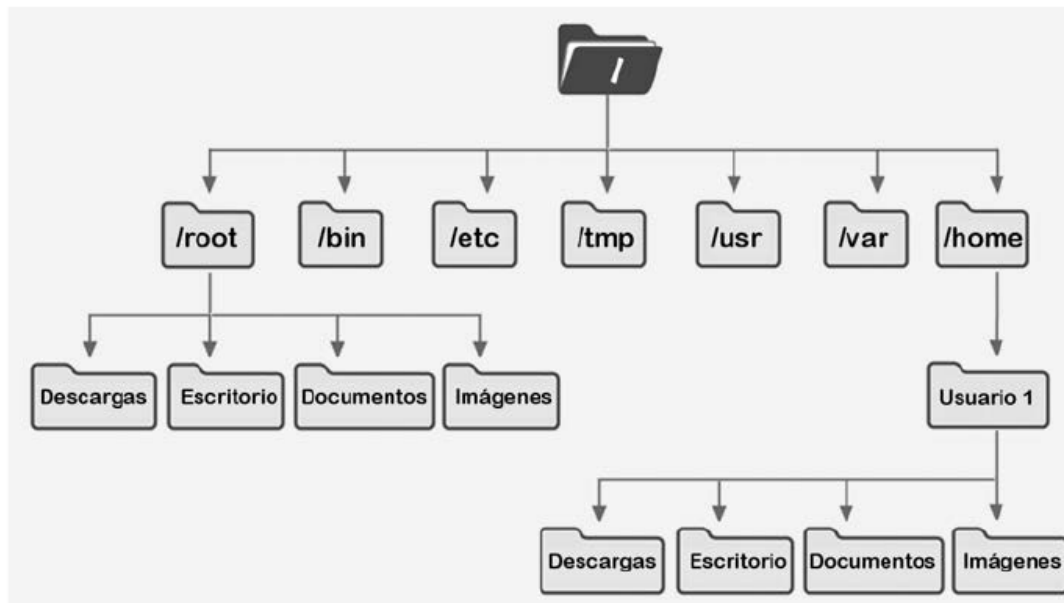 /
/root
/bin
/etc
/tmp
/usr
/var
/home
Descargas
Escritorio
Documentos
Imágenes
Usuario 1
Descargas
Escritorio
Documentos
Imágenes